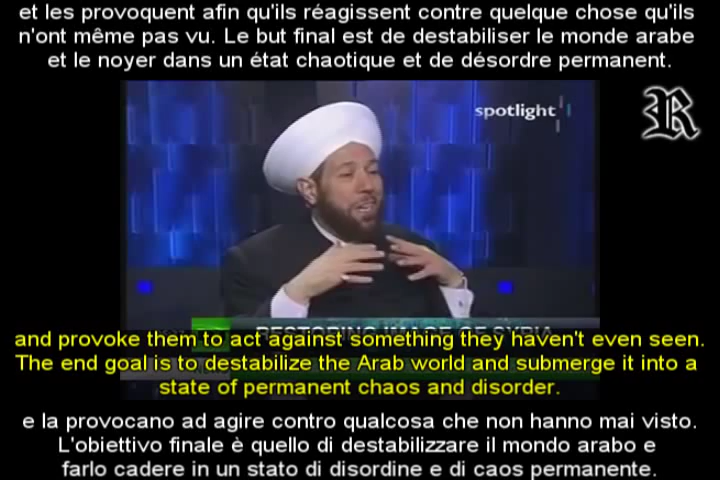 et les provoquent afin qu'ils réagissent contre quelque chose qu'ils
n'ont même pas vu. Le but final est de destabiliser le monde arabe
et le noyer dans un état chaotique et de désordre permanent.
spotlight
R
RESTORING IMAGE OF SYRIA
and provoke them to act against something they haven't even seen.
The end goal is to destabilize the Arab world and submerge it into a
state of permanent chaos and disorder.
e la provocano ad agire contro qualcosa che non hanno mai visto.
L'obiettivo finale è quello di destabilizzare il mondo arabo e
farlo cadere in un stato di disordine e di caos permanente.